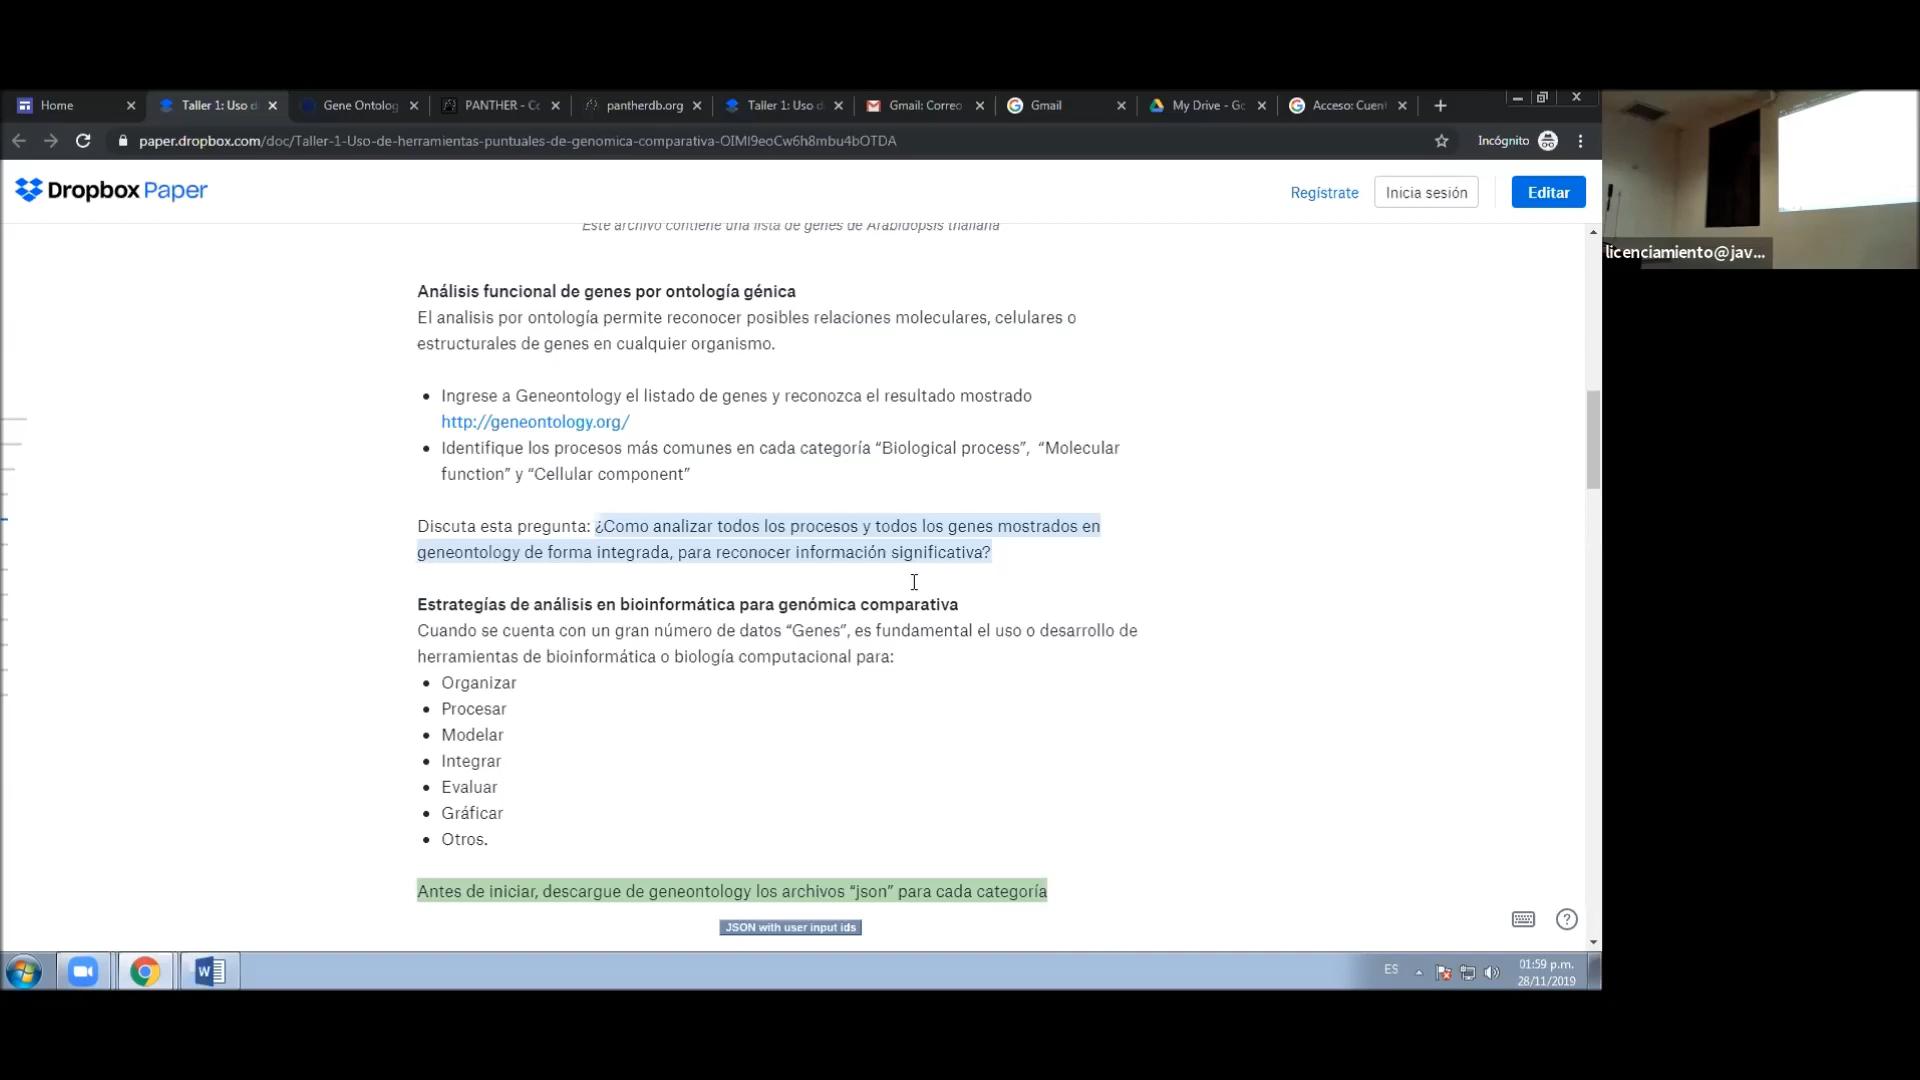 Home
Taller 1: Uso d
Gene Ontolog
PANTHER - Co
pantherdb.org
Taller 1: Uso d
Gmail: Correo
Gmail
My Drive - Go
Acceso: Cuent
paper.dropbox.com/doc/Taller-1-Uso-de-herramientas-puntuales-de-genomica-comparativa-OIMI9eoCw6h8mbu4bOTDA
Incógnito
Dropbox Paper
Regístrate
Inicia sesión
Editar
licenciamiento@jav...
Este archivo contiene una lista de genes de Arabidopsis thaliana
Análisis funcional de genes por ontología génica
El analisis por ontología permite reconocer posibles relaciones moleculares, celulares o
estructurales de genes en cualquier organismo.
• Ingrese a Geneontology el listado de genes y reconozca el resultado mostrado
http://geneontology.org/
• Identifique los procesos más comunes en cada categoría “Biological process”, “Molecular
function” y “Cellular component”
Discuta esta pregunta: ¿Como analizar todos los procesos y todos los genes mostrados en
geneontology de forma integrada, para reconocer información significativa?
Estrategías de análisis en bioinformática para genómica comparativa
Cuando se cuenta con un gran número de datos “Genes”, es fundamental el uso o desarrollo de
herramientas de bioinformática o biología computacional para:
• Organizar
• Procesar
• Modelar
• Integrar
• Evaluar
• Gráficar
• Otros.
Antes de iniciar, descargue de geneontology los archivos “json” para cada categoría
JSON with user input ids
ES
01:59 p.m.
28/11/2019